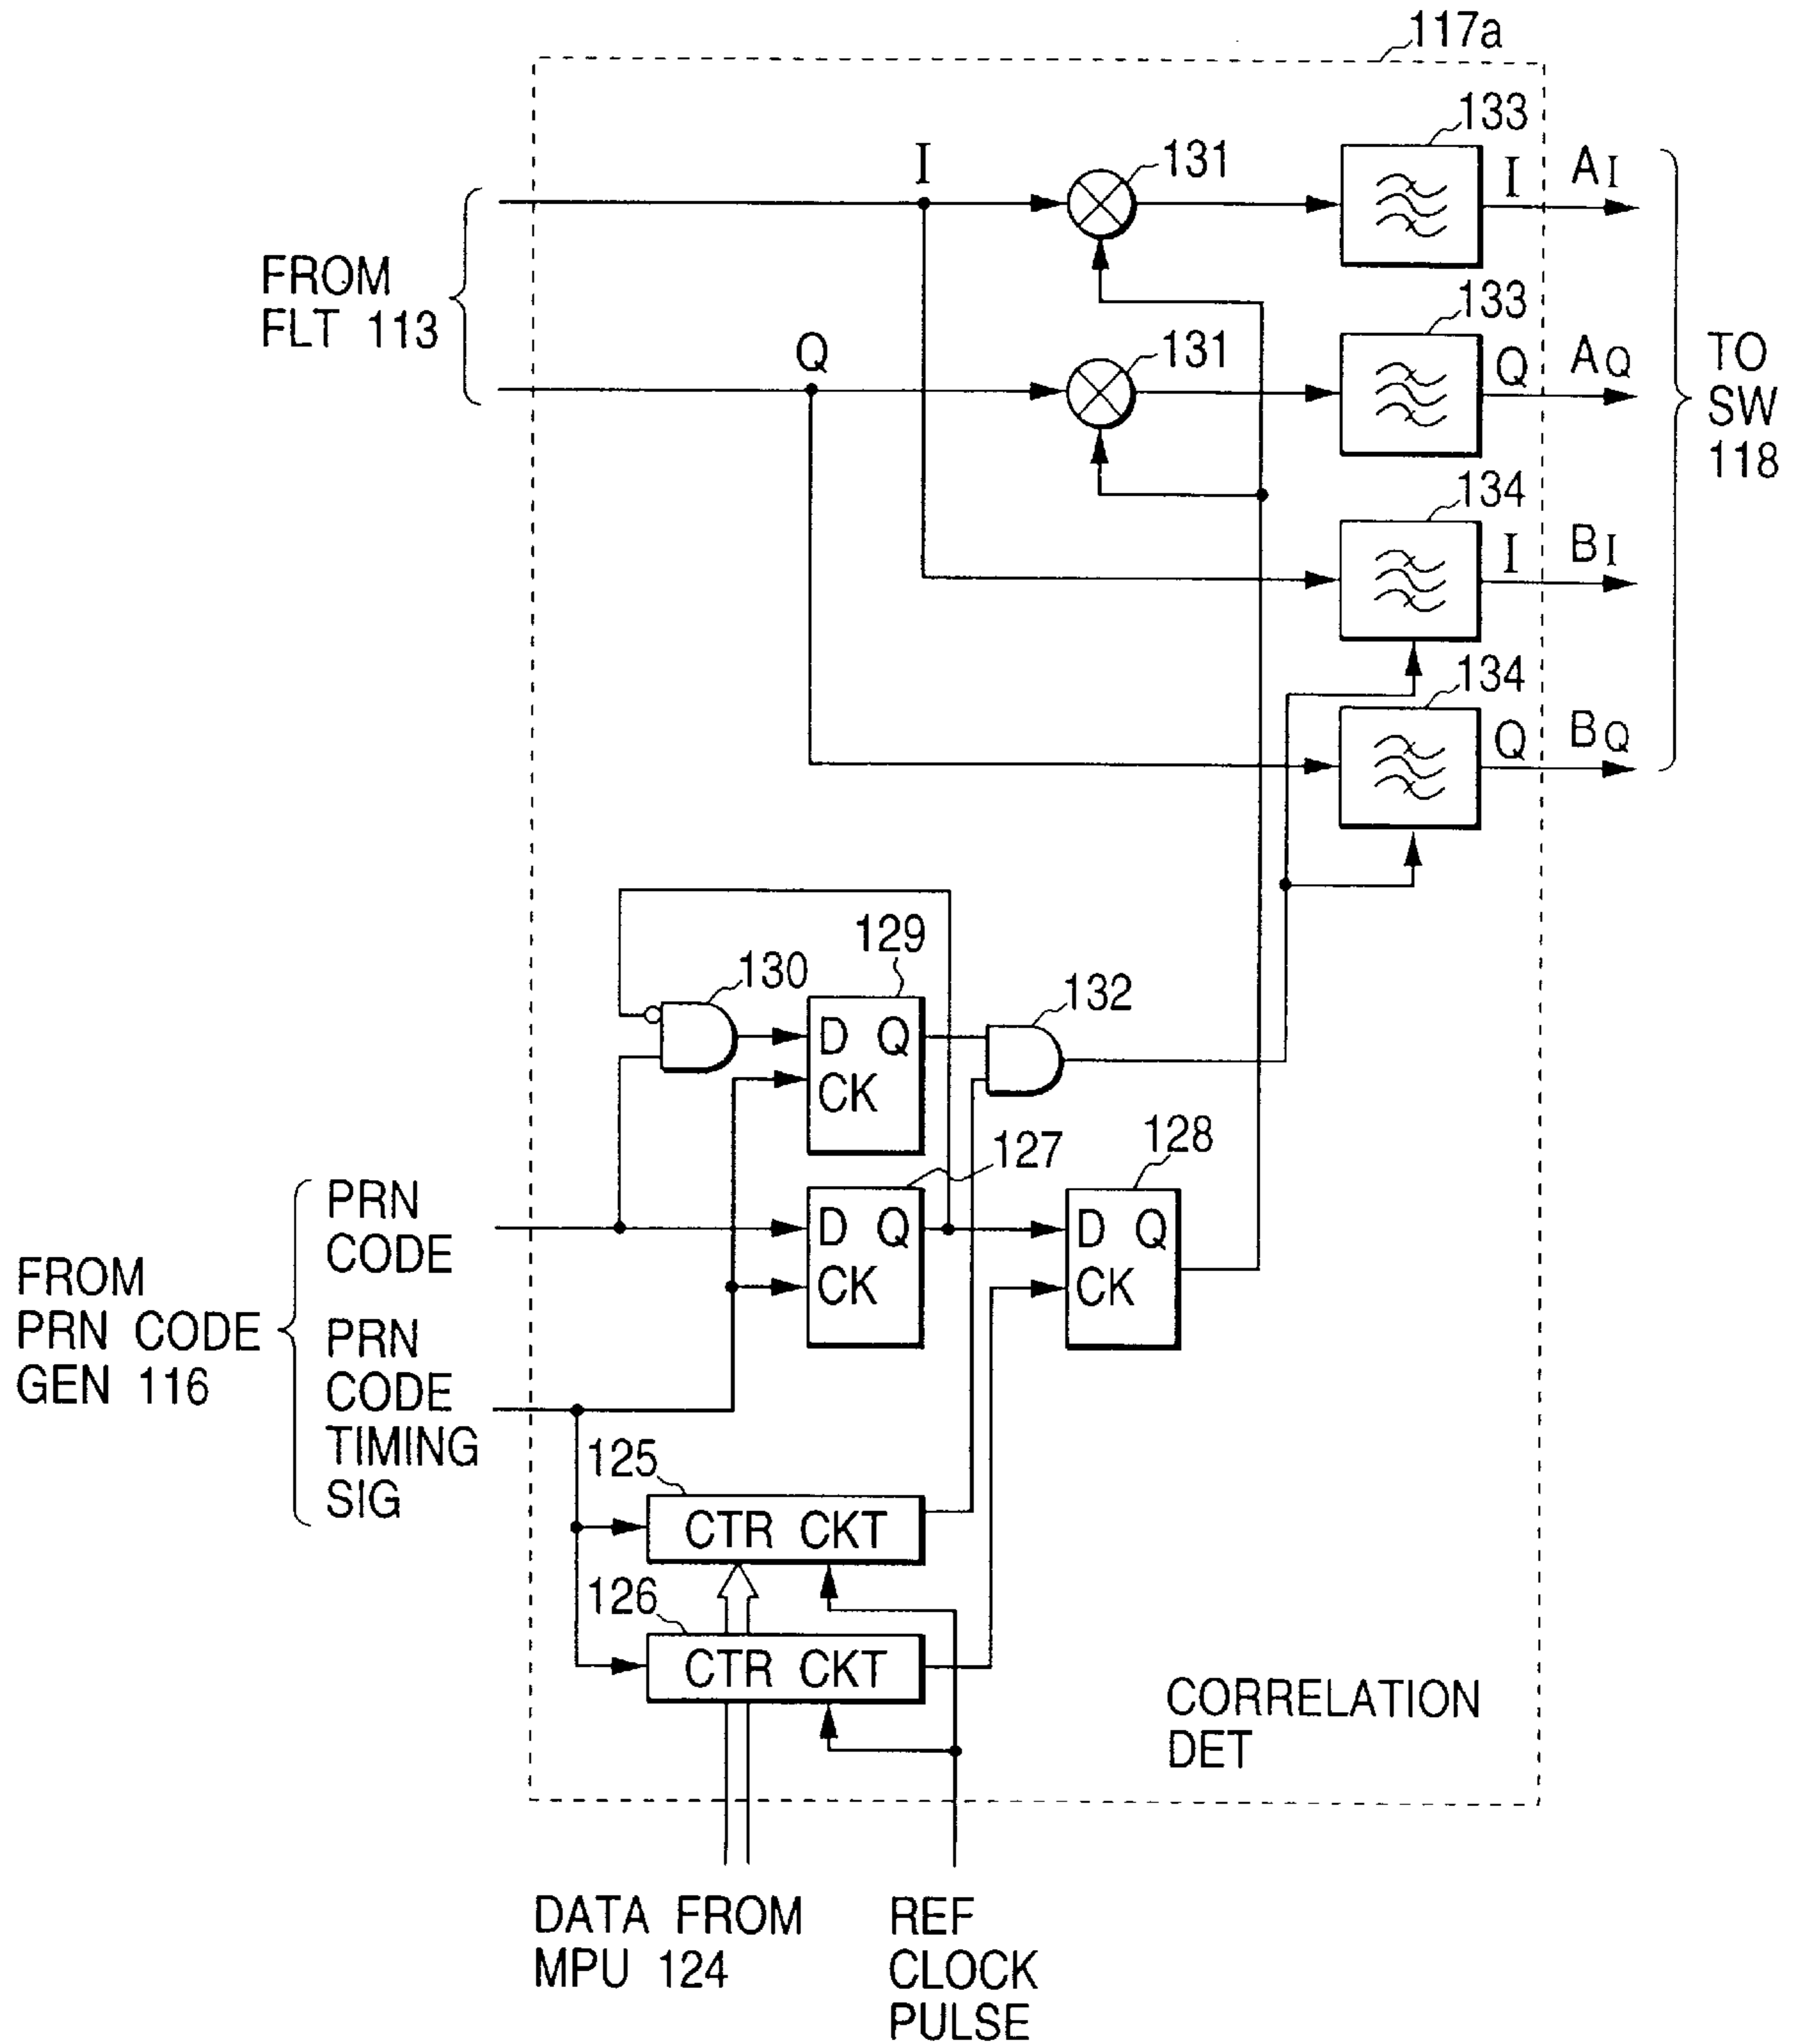 117a
133
I
131
I
AI
FROM
FLT 113
133
Q
131
Q
AQ
TO
SW
118
134
I
BI
134
Q
BQ
129
130
132
D Q
CK
127
128
PRN
CODE
D Q
CK
D Q
CK
FROM
PRN CODE
GEN 116
PRN
CODE
TIMING
SIG
125
CTR CKT
126
CTR CKT
CORRELATION
DET
DATA FROM
MPU 124
REF
CLOCK
PULSE